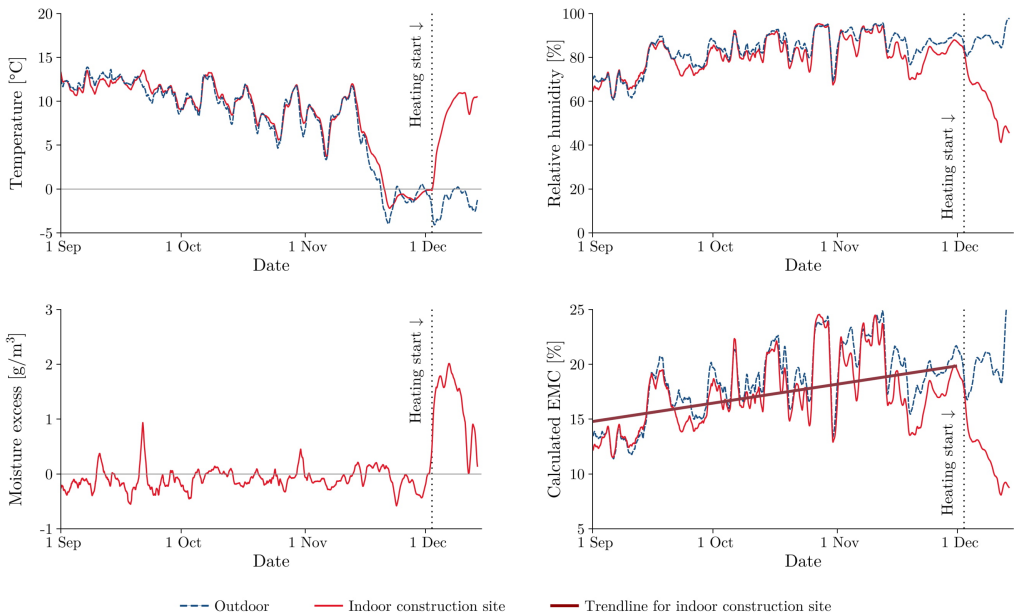 Temperature [°C]
20
15
10
5
0
-5
Heating start ↓
1 Sep
1 Oct
1 Nov
1 Dec
Date
Relative humidity [%]
100
80
60
40
20
0
Heating start ↓
1 Sep
1 Oct
1 Nov
1 Dec
Date
Moisture excess [g/m³]
3
2
1
0
-1
Heating start ↓
1 Sep
1 Oct
1 Nov
1 Dec
Date
Calculated EMC [%]
25
20
15
10
5
Heating start ↓
1 Sep
1 Oct
1 Nov
1 Dec
Date
Outdoor
Indoor construction site
Trendline for indoor construction site